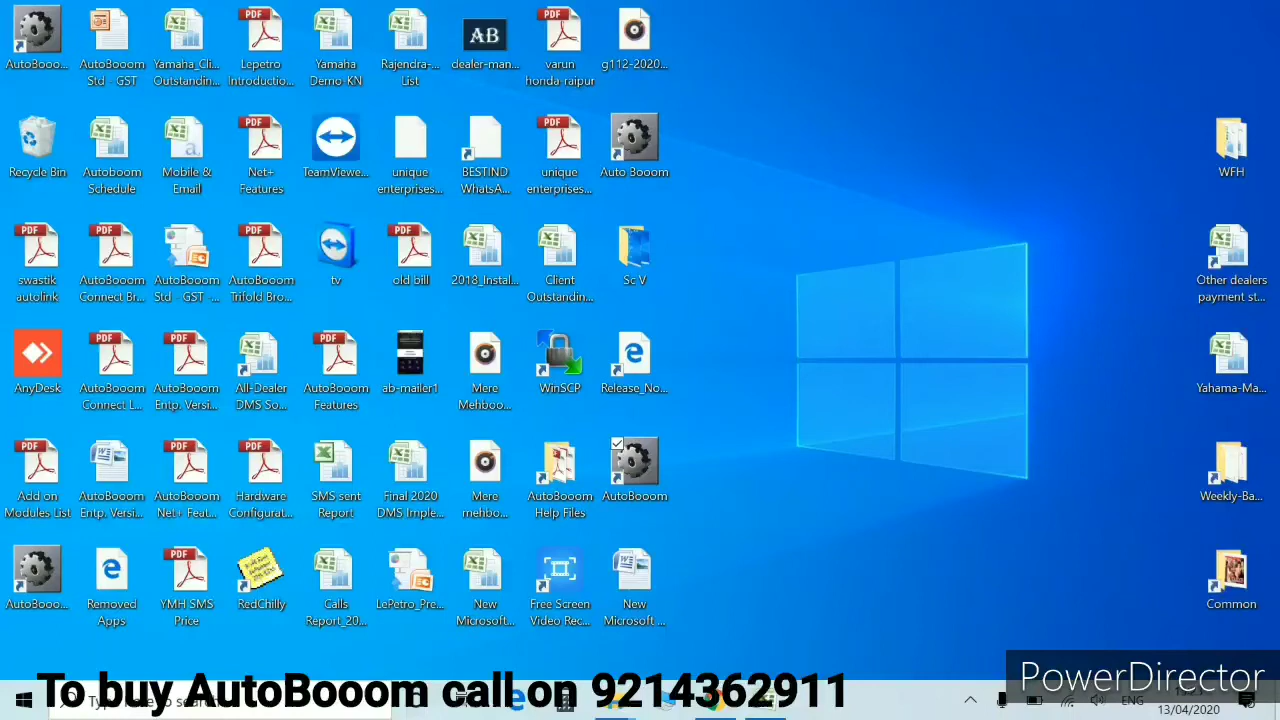 AutoBooo...
AutoBooom
Std - GST
Yamaha_Cli...
Outstandin...
Lepetro
Introductio...
Yamaha
Demo-KN
Rajendra-...
List
dealer-man...
varun
honda-raipur
g112-2020...
Recycle Bin
Autoboom
Schedule
Mobile &
Email
Net+
Features
TeamViewe...
unique
enterprises...
BESTIND
WhatsA...
unique
enterprises...
Auto Booom
WFH
swastik
autolink
AutoBooom
Connect Br...
AutoBooom
Std - GST -...
AutoBooom
Trifold Bro...
tv
old bill
2018_Instal...
Client
Outstandin...
Sc V
Other dealers
payment st...
AnyDesk
AutoBooom
Connect L...
AutoBooom
Entp. Versi...
All-Dealer
DMS So...
AutoBooom
Features
ab-mailer1
Mere
Mehboo...
WinSCP
Release_No...
Yahama-Ma...
Add on
Modules List
AutoBooom
Entp. Versi...
AutoBooom
Net+ Feat...
Hardware
Configurat...
SMS sent
Report
Final 2020
DMS Imple...
Mere
mehbo...
AutoBooom
Help Files
AutoBooom
Weekly-Ba...
AutoBooo...
Removed
Apps
YMH SMS
Price
RedChilly
Calls
Report_20...
LePetro_Pre...
New
Microsoft...
Free Screen
Video Rec...
New
Microsoft ...
Common
PowerDirector
To buy AutoBooom call on 9214362911
ENG
13/04/2020